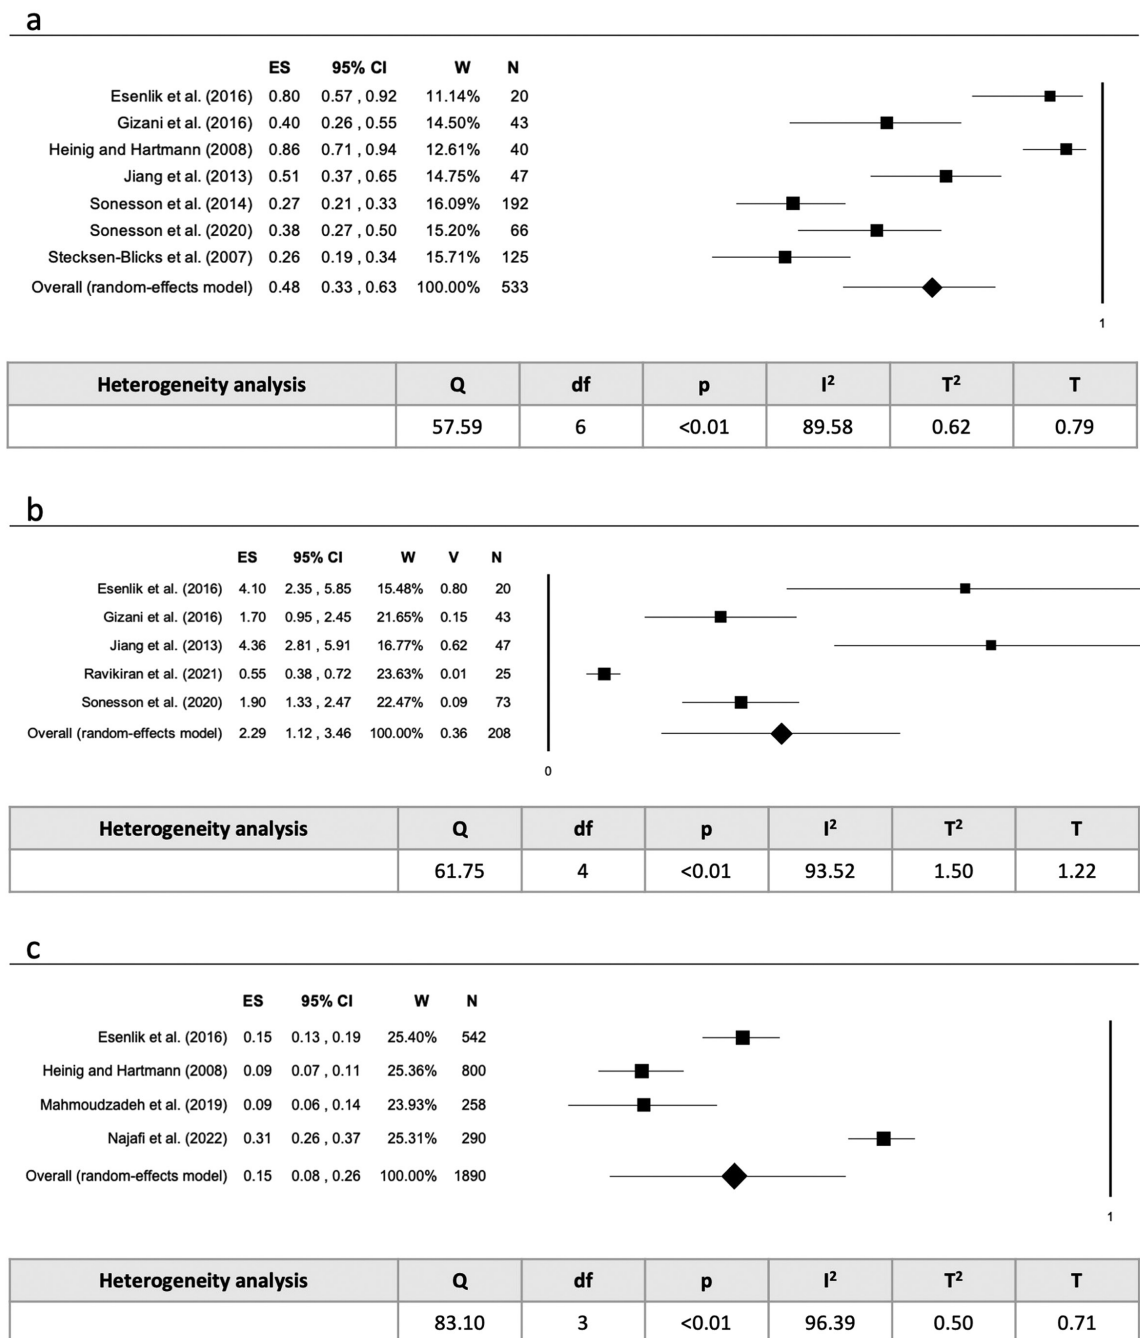 a
ES 95% CI W N
Esenlik et al. (2016) 0.80 0.57 , 0.92 11.14% 20
Gizani et al. (2016) 0.40 0.26 , 0.55 14.50% 43
Heinig and Hartmann (2008) 0.86 0.71 , 0.94 12.61% 40
Jiang et al. (2013) 0.51 0.37 , 0.65 14.75% 47
Sonesson et al. (2014) 0.27 0.21 , 0.33 16.09% 192
Sonesson et al. (2020) 0.38 0.27 , 0.50 15.20% 66
Stecksen-Blicks et al. (2007) 0.26 0.19 , 0.34 15.71% 125
Overall (random-effects model) 0.48 0.33 , 0.63 100.00% 533
1
Heterogeneity analysis Q df p I² T² T
57.59 6 <0.01 89.58 0.62 0.79
b
ES 95% CI W V N
Esenlik et al. (2016) 4.10 2.35 , 5.85 15.48% 0.80 20
Gizani et al. (2016) 1.70 0.95 , 2.45 21.65% 0.15 43
Jiang et al. (2013) 4.36 2.81 , 5.91 16.77% 0.62 47
Ravikiran et al. (2021) 0.55 0.38 , 0.72 23.63% 0.01 25
Sonesson et al. (2020) 1.90 1.33 , 2.47 22.47% 0.09 73
Overall (random-effects model) 2.29 1.12 , 3.46 100.00% 0.36 208
0
Heterogeneity analysis Q df p I² T² T
61.75 4 <0.01 93.52 1.50 1.22
c
ES 95% CI W N
Esenlik et al. (2016) 0.15 0.13 , 0.19 25.40% 542
Heinig and Hartmann (2008) 0.09 0.07 , 0.11 25.36% 800
Mahmoudzadeh et al. (2019) 0.09 0.06 , 0.14 23.93% 258
Najafi et al. (2022) 0.31 0.26 , 0.37 25.31% 290
Overall (random-effects model) 0.15 0.08 , 0.26 100.00% 1890
1
Heterogeneity analysis Q df p I² T² T
83.10 3 <0.01 96.39 0.50 0.71